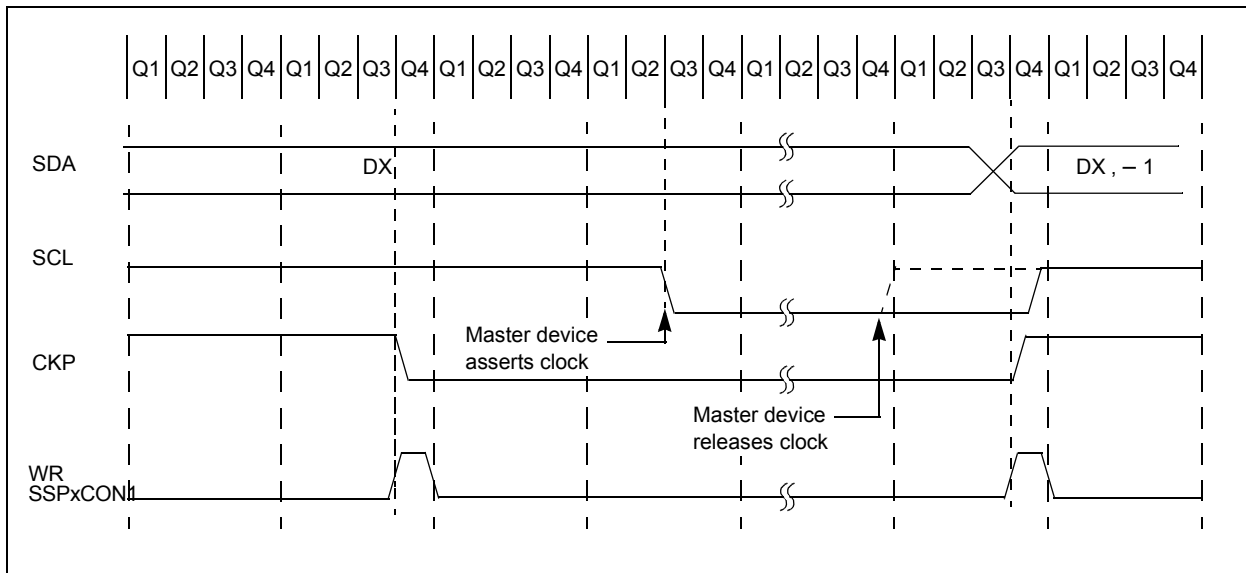 Q1 Q2 Q3 Q4 Q1 Q2 Q3 Q4 Q1 Q2 Q3 Q4 Q1 Q2 Q3 Q4 Q1 Q2 Q3 Q4 Q1 Q2 Q3 Q4 Q1 Q2 Q3 Q4
SDA
DX
DX , – 1
SCL
Master device
asserts clock
CKP
Master device
releases clock
WR
SSPxCON1